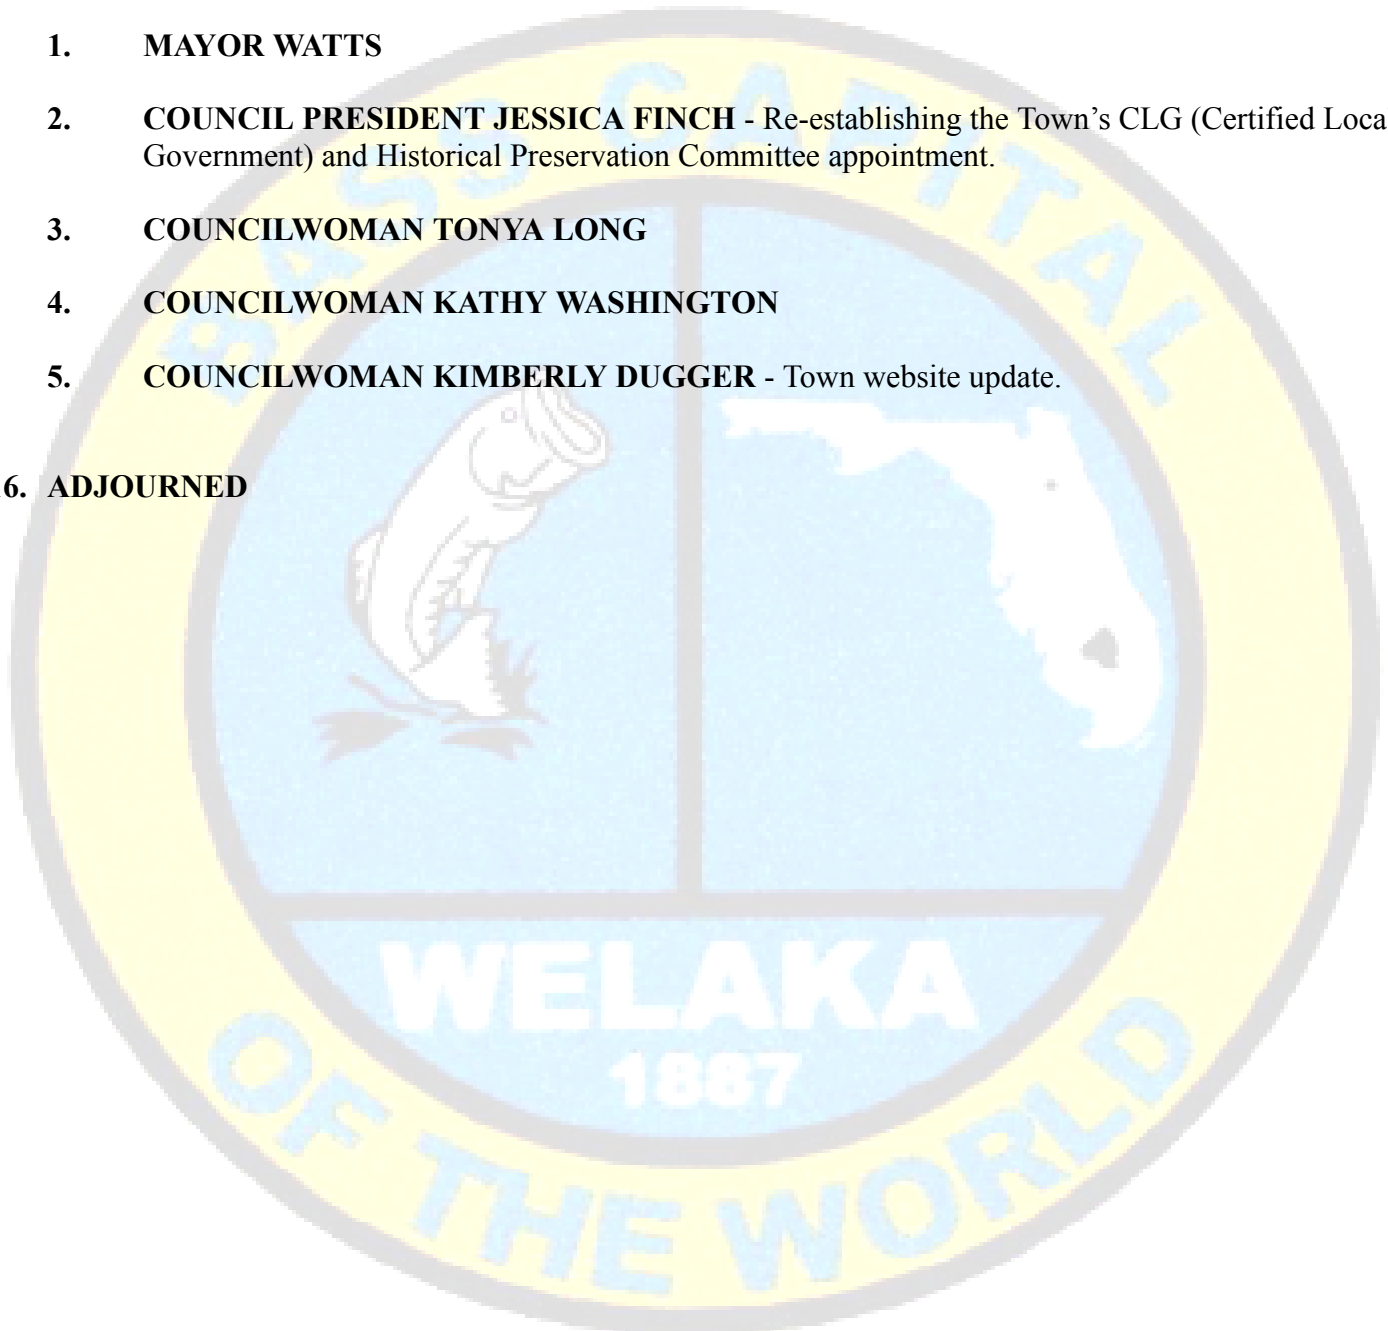 1. MAYOR WATTS
2. COUNCIL PRESIDENT JESSICA FINCH - Re-establishing the Town's CLG (Certified Loca
Government) and Historical Preservation Committee appointment.
3. COUNCILWOMAN TONYA LONG
4. COUNCILWOMAN KATHY WASHINGTON
5. COUNCILWOMAN KIMBERLY DUGGER - Town website update.
6. ADJOURNED
BASS CAPITAL
WELAKA
1887
OF THE WORLD